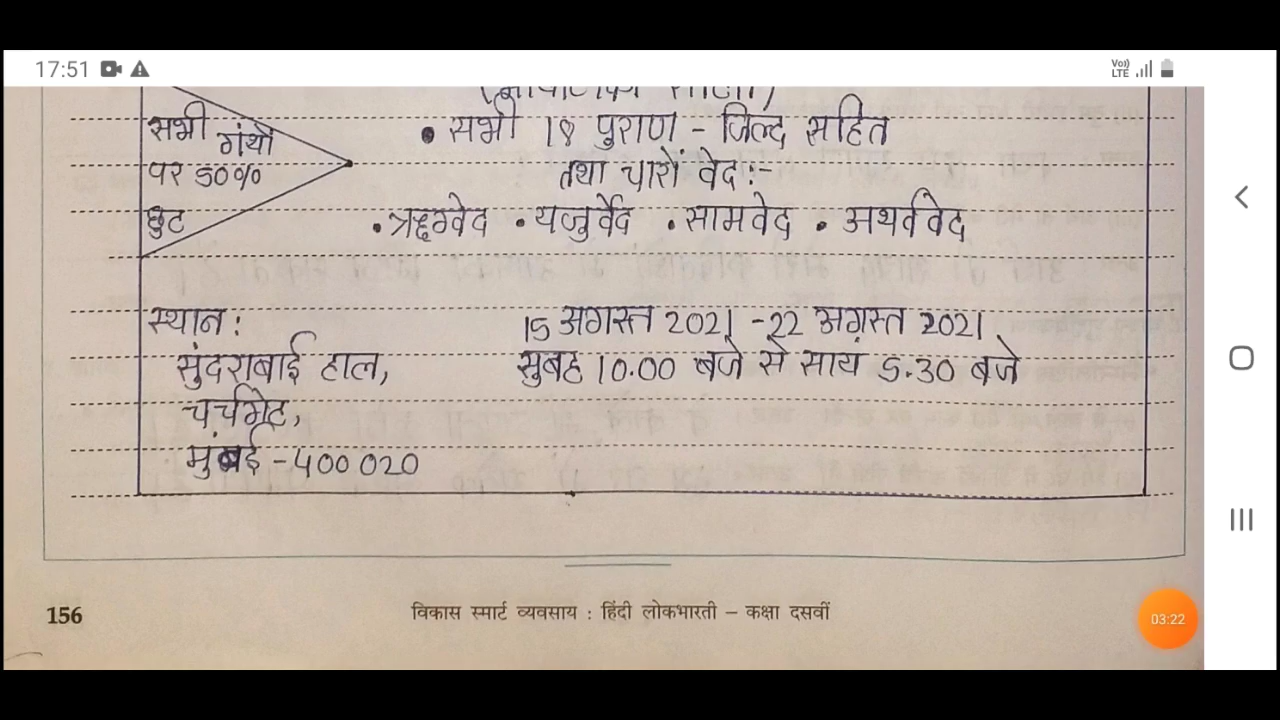 17:51
Vo)) LTE
सभी गंथों
पर 50%
छुट
• सभी 18 पुराण - जिल्द सहित
तथा चारों वेद:-
• ऋग्वेद • यजुर्वेद • सामवेद • अथर्ववेद
स्थान:
सुंदराबाई हाल,
चर्चगेट,
मुंबई - 400 020
15 अगस्त 2021 - 22 अगस्त 2021
सुबह 10.00 बजे से सायं 5.30 बजे
156
विकास स्मार्ट व्यवसाय : हिंदी लोकभारती – कक्षा दसवीं
03:22